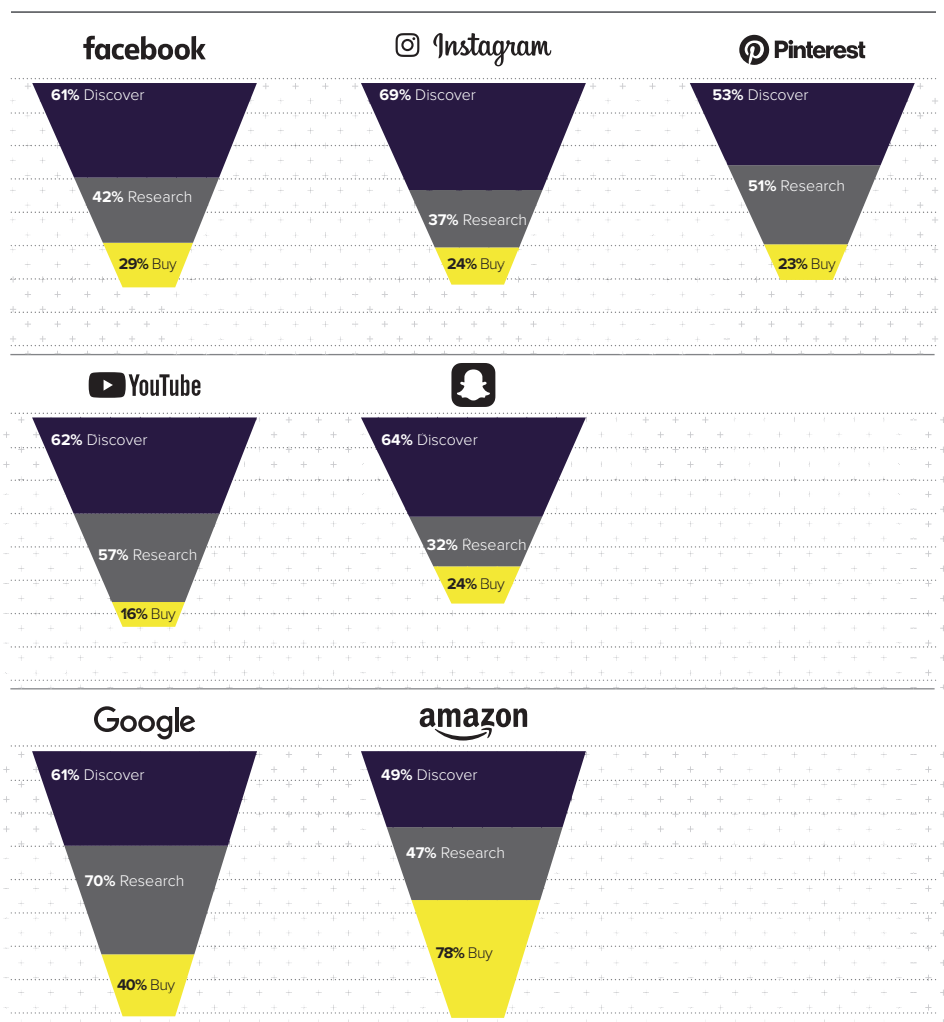 facebook
Instagram
Pinterest
61% Discover
69% Discover
53% Discover
42% Research
37% Research
51% Research
29% Buy
24% Buy
23% Buy
YouTube
62% Discover
64% Discover
57% Research
32% Research
16% Buy
24% Buy
Google
amazon
61% Discover
49% Discover
70% Research
47% Research
40% Buy
78% Buy